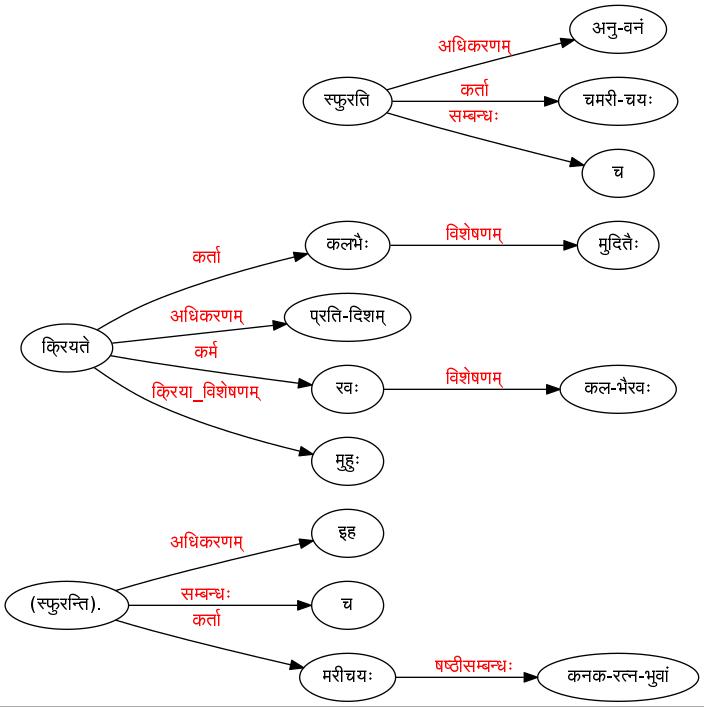 अनु-वनं
अधिकरणम्
स्फुरति
कर्ता
चमरी-चयः
सम्बन्धः
च
कर्ता
कलभैः
विशेषणम्
मुदितैः
अधिकरणम्
प्रति-दिशम्
क्रियते
कर्म
रवः
विशेषणम्
कल-भैरवः
क्रिया_विशेषणम्
मुहुः
अधिकरणम्
इह
(स्फुरन्ति).
सम्बन्धः
च
कर्ता
मरीचयः
षष्ठीसम्बन्धः
कनक-रत्न-भुवां